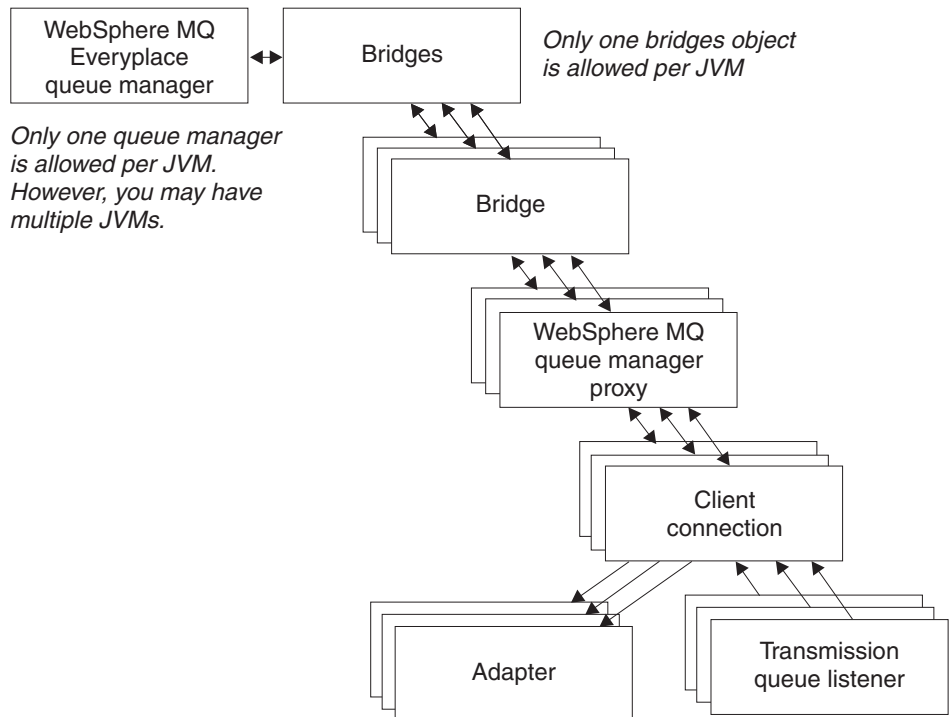 WebSphere MQ
Everyplace
queue manager
Bridges
Only one bridges object
is allowed per JVM
Only one queue manager
is allowed per JVM.
However, you may have
multiple JVMs.
Bridge
WebSphere MQ
queue manager
proxy
Client
connection
Adapter
Transmission
queue listener